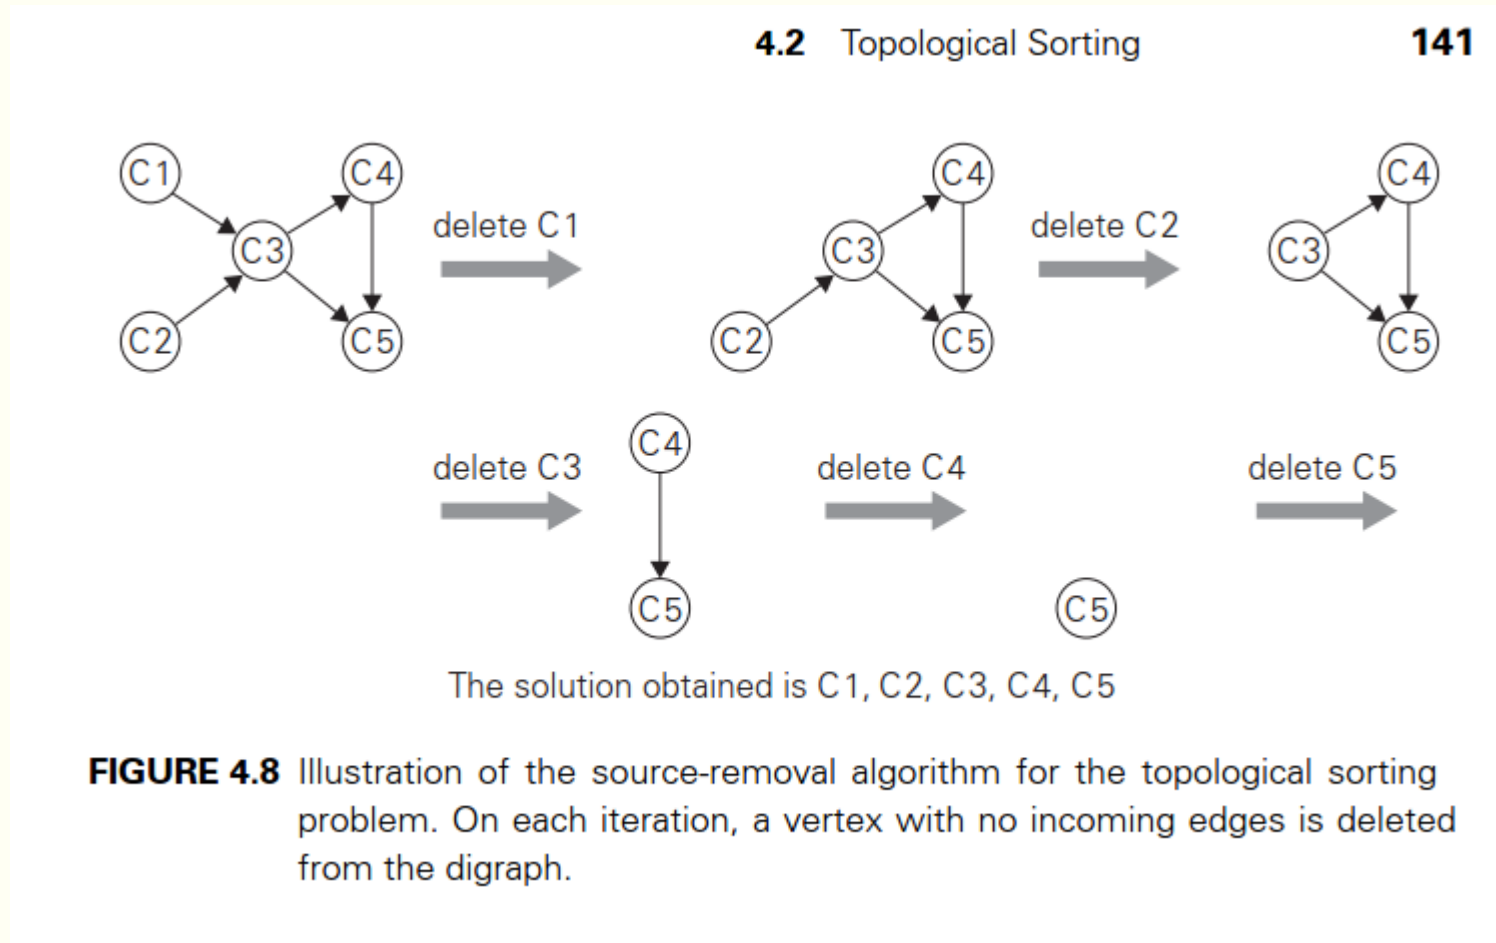 4.2 Topological Sorting 141
C1 C4
delete C1
C3
C2 C5
C4
delete C2
C3
C2 C5
C4
C3
C5
delete C3
C4
C5
delete C4
C5
delete C5
The solution obtained is C1, C2, C3, C4, C5
FIGURE 4.8 Illustration of the source-removal algorithm for the topological sorting
problem. On each iteration, a vertex with no incoming edges is deleted
from the digraph.